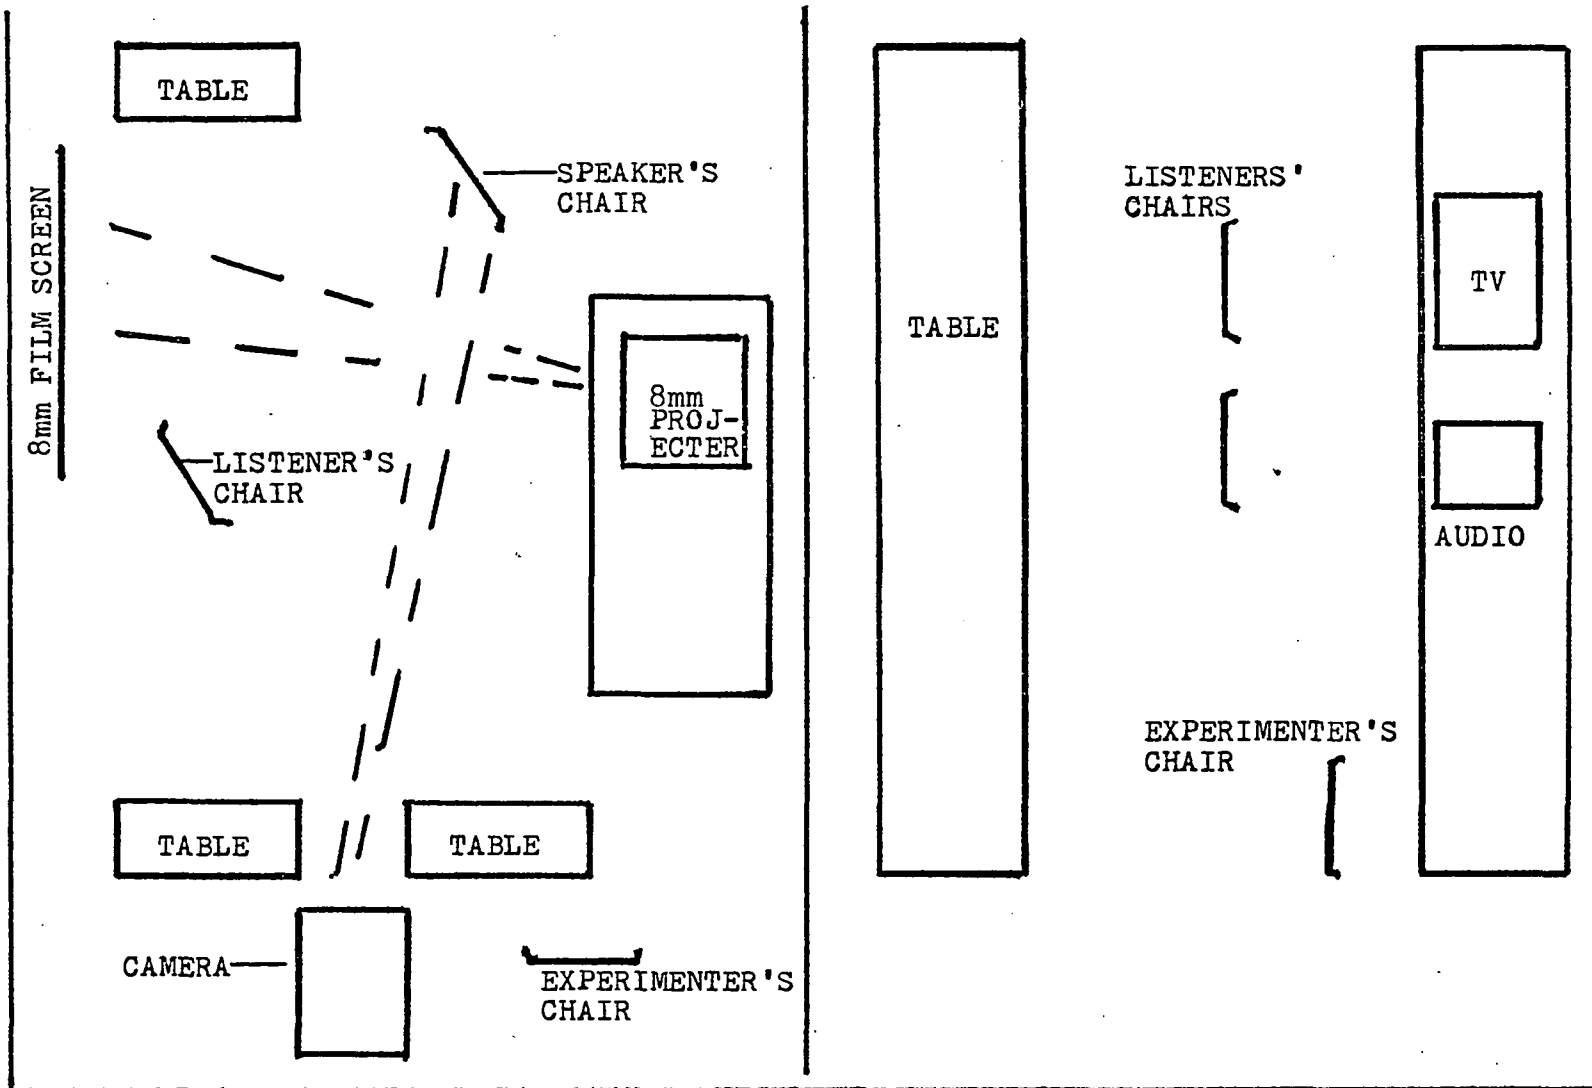 TABLE
SPEAKER'S
CHAIR
8mm FILM SCREEN
8mm
PROJ-
ECTER
LISTENER'S
CHAIR
TABLE
TABLE
CAMERA
EXPERIMENTER'S
CHAIR
TABLE
LISTENERS'
CHAIRS
TV
AUDIO
EXPERIMENTER'S
CHAIR